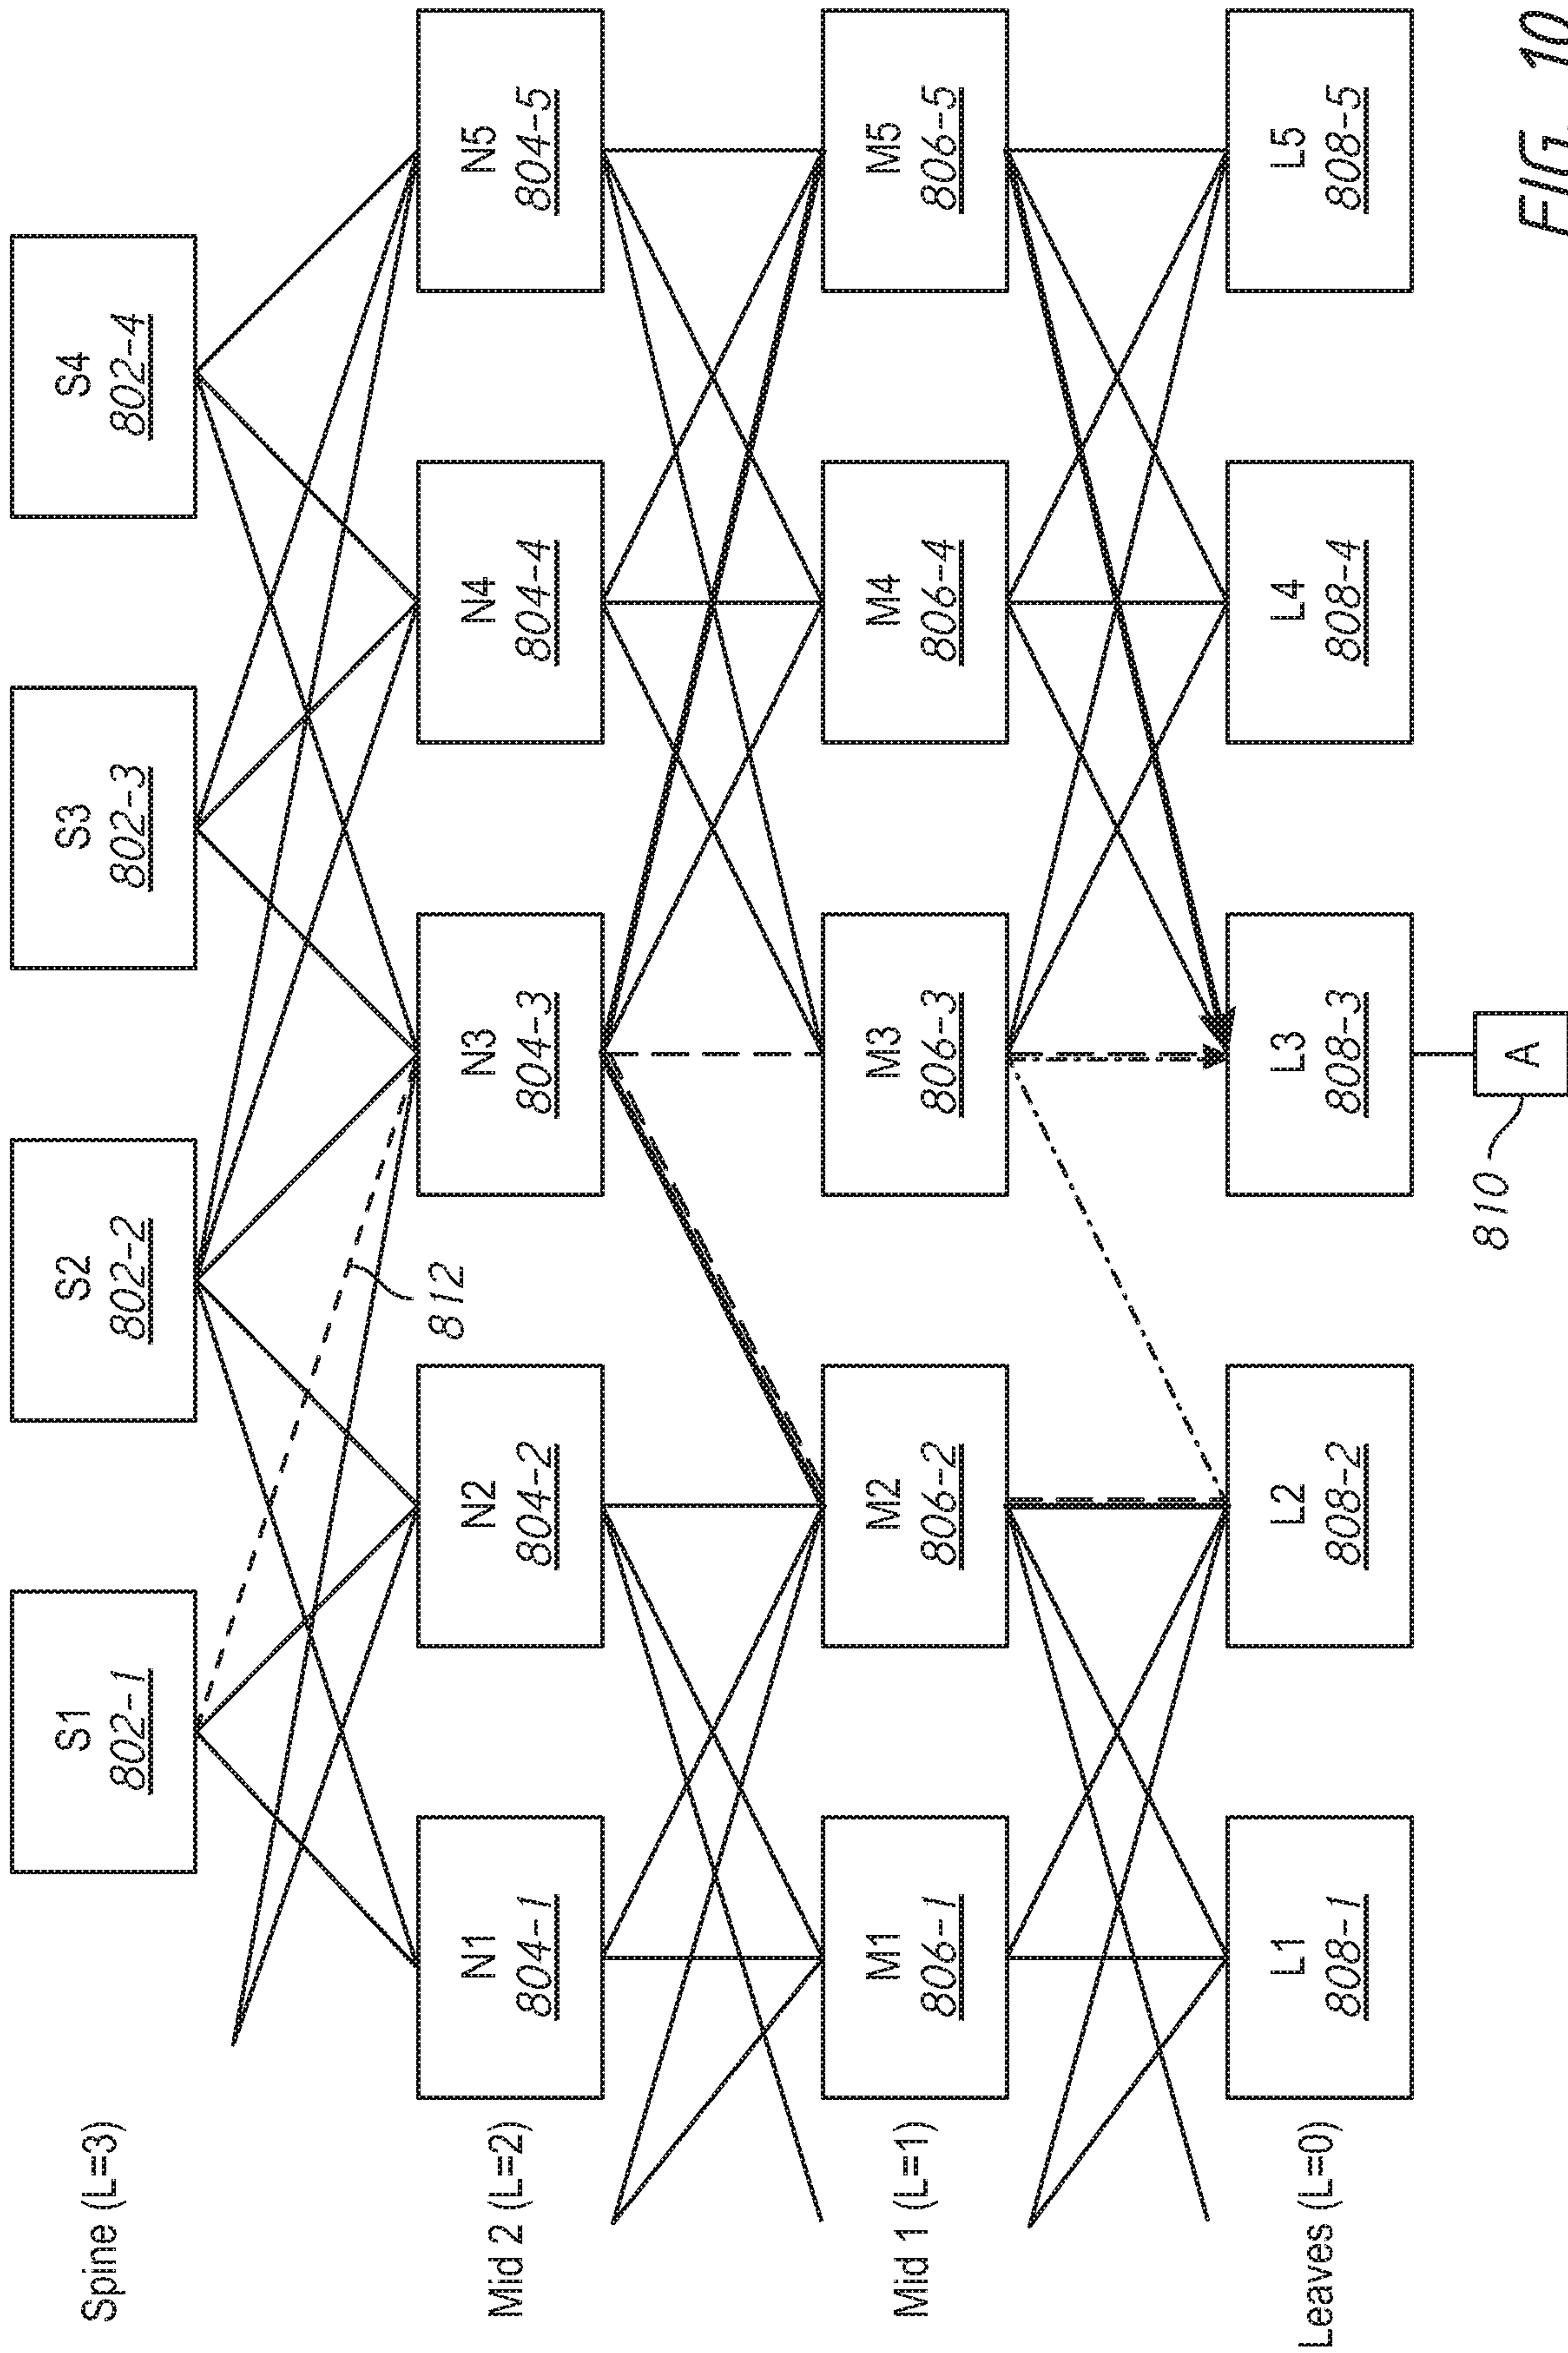 Spine (L=3)
S1
802-1
S2
802-2
S3
802-3
S4
802-4
812
Mid 2 (L=2)
N1
804-1
N2
804-2
N3
804-3
N4
804-4
N5
804-5
Mid 1 (L=1)
M1
806-1
M2
806-2
M3
806-3
M4
806-4
M5
806-5
Leaves (L=0)
L1
808-1
L2
808-2
L3
808-3
L4
808-4
L5
808-5
810
A
FIG. 10